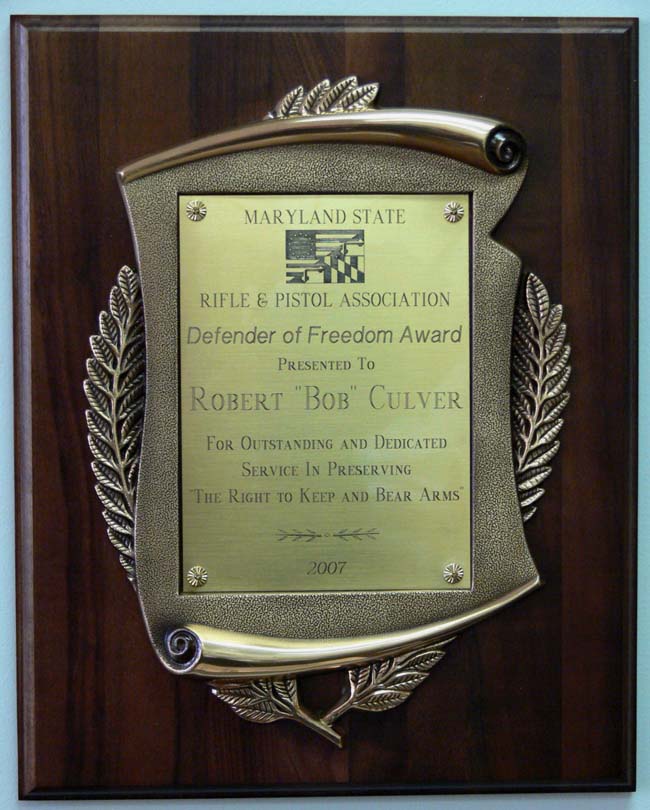 MARYLAND STATE
RIFLE & PISTOL ASSOCIATION
Defender of Freedom Award
PRESENTED TO
ROBERT "BOB" CULVER
FOR OUTSTANDING AND DEDICATED
SERVICE IN PRESERVING
"THE RIGHT TO KEEP AND BEAR ARMS"
2007